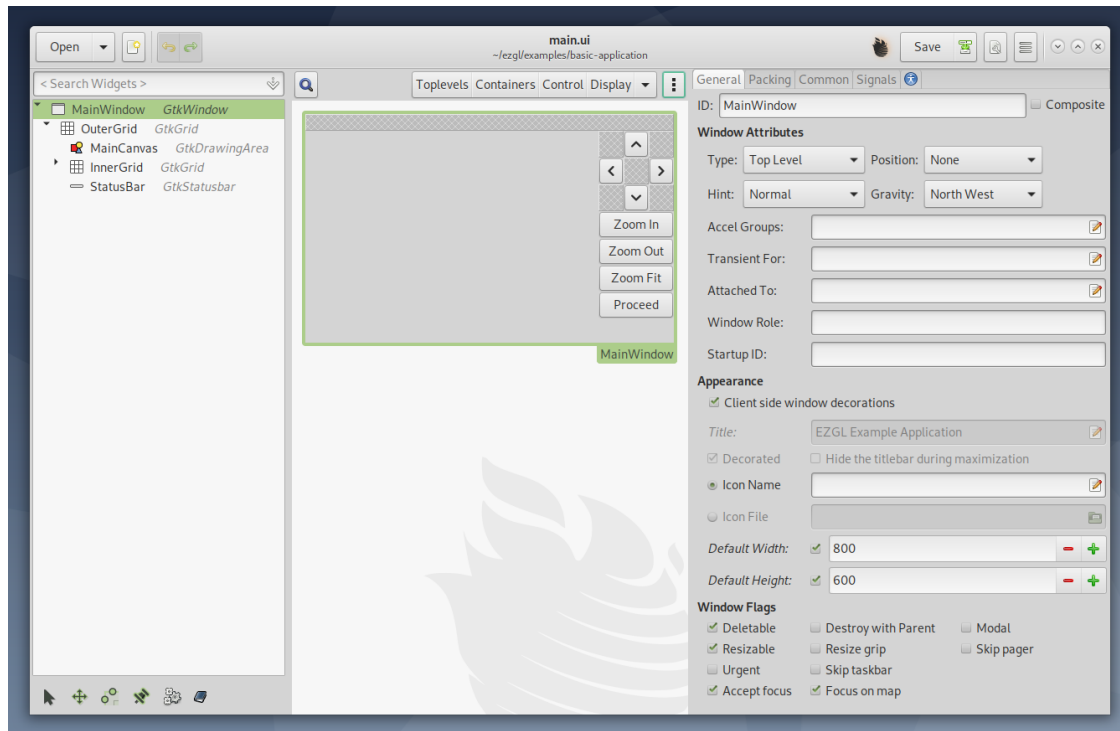 Open
main.ui
~/ezgl/examples/basic-application
Save
< Search Widgets >
MainWindow GtkWindow
OuterGrid GtkGrid
MainCanvas GtkDrawingArea
InnerGrid GtkGrid
StatusBar GtkStatusbar
Toplevels Containers Control Display
Zoom In
Zoom Out
Zoom Fit
Proceed
MainWindow
General Packing Common Signals
ID: MainWindow Composite
Window Attributes
Type: Top Level Position: None
Hint: Normal Gravity: North West
Accel Groups:
Transient For:
Attached To:
Window Role:
Startup ID:
Appearance
Client side window decorations
Title: EZGL Example Application
Decorated Hide the titlebar during maximization
Icon Name
Icon File
Default Width: 800
Default Height: 600
Window Flags
Deletable Destroy with Parent Modal
Resizable Resize grip Skip pager
Urgent Skip taskbar
Accept focus Focus on map